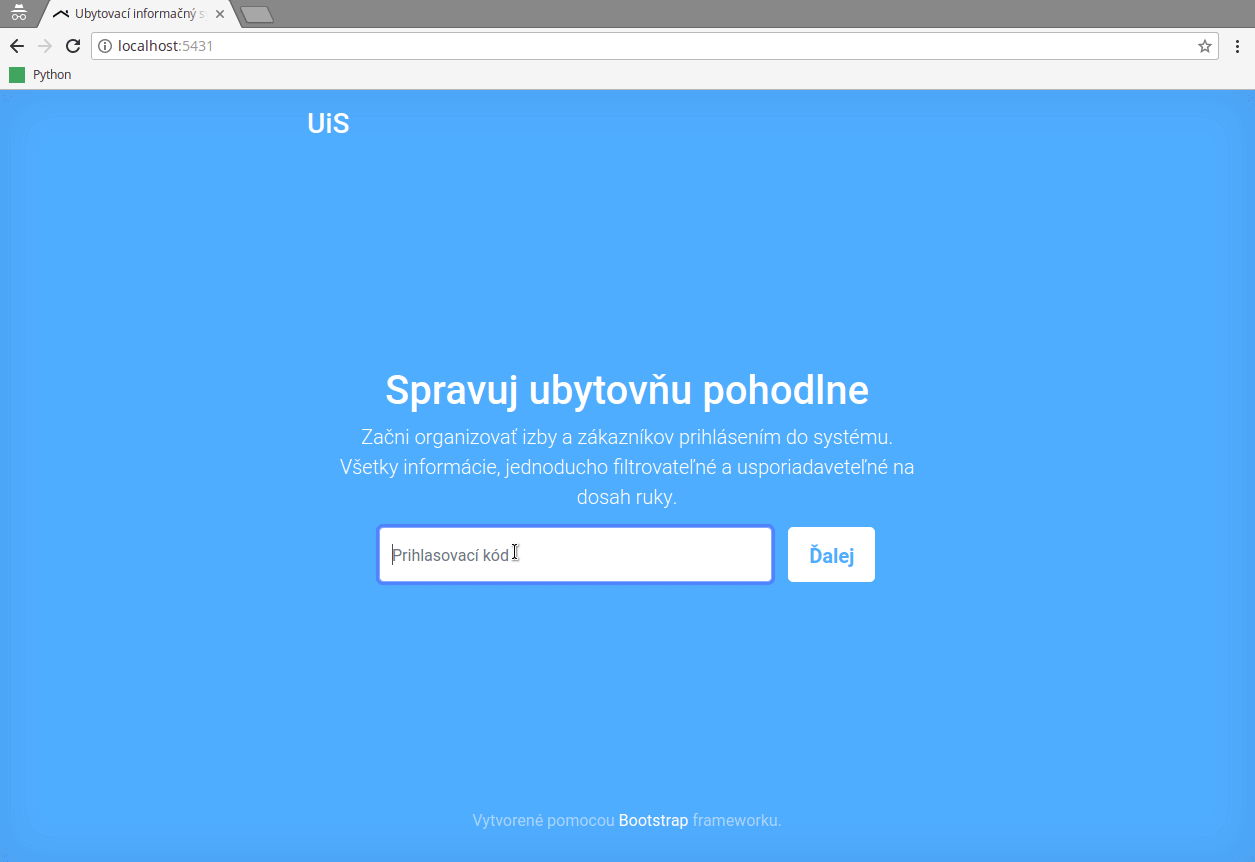 Ubytovací informačný
localhost:5431
Python
UiS
Spravuj ubytovňu pohodlne
Začni organizovať izby a zákazníkov prihlásením do systému.
Všetky informácie, jednoducho filtrovateľné a usporiadaveteľné na
dosah ruky.
Prihlasovací kód
Ďalej
Vytvorené pomocou Bootstrap frameworku.